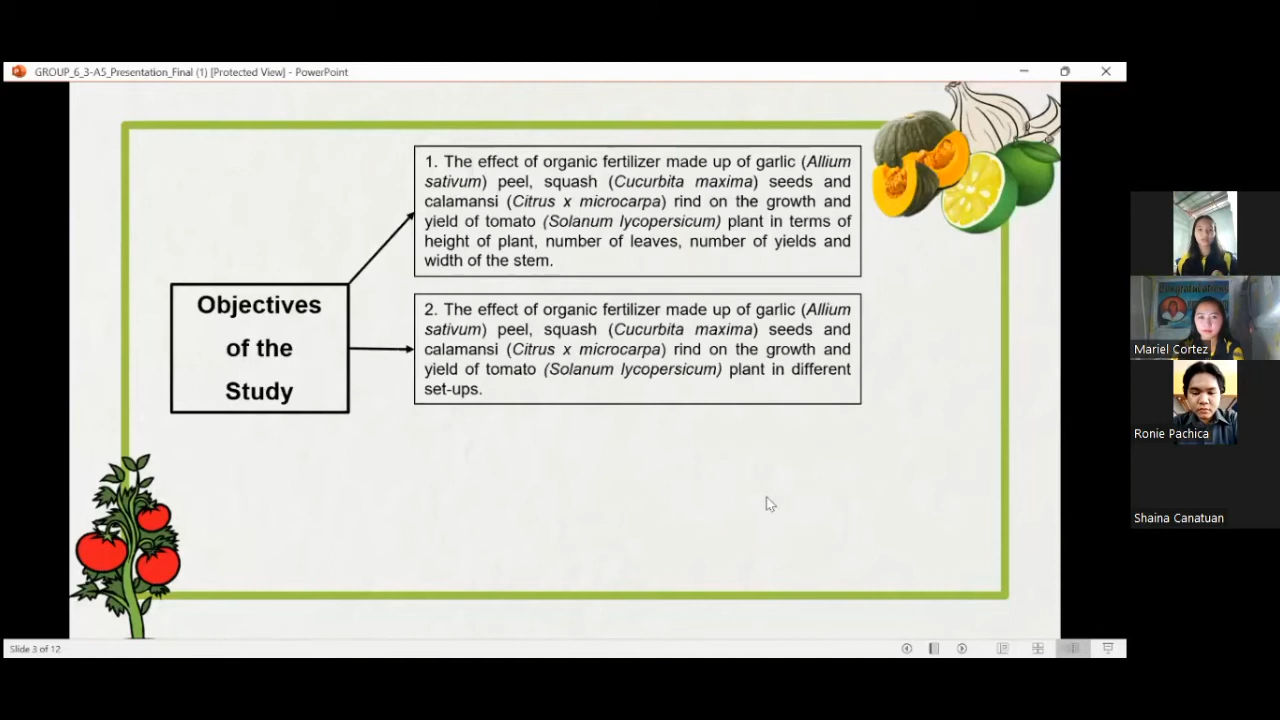 GROUP_6_3-A5_Presentation_Final (1) [Protected View] - PowerPoint
1. The effect of organic fertilizer made up of garlic (Allium
sativum) peel, squash (Cucurbita maxima) seeds and
calamansi (Citrus x microcarpa) rind on the growth and
yield of tomato (Solanum lycopersicum) plant in terms of
height of plant, number of leaves, number of yields and
width of the stem.
Objectives
of the
Study
2. The effect of organic fertilizer made up of garlic (Allium
sativum) peel, squash (Cucurbita maxima) seeds and
calamansi (Citrus x microcarpa) rind on the growth and
yield of tomato (Solanum lycopersicum) plant in different
set-ups.
Mariel Cortez
Ronie Pachica
Shaina Canatuan
Slide 3 of 12